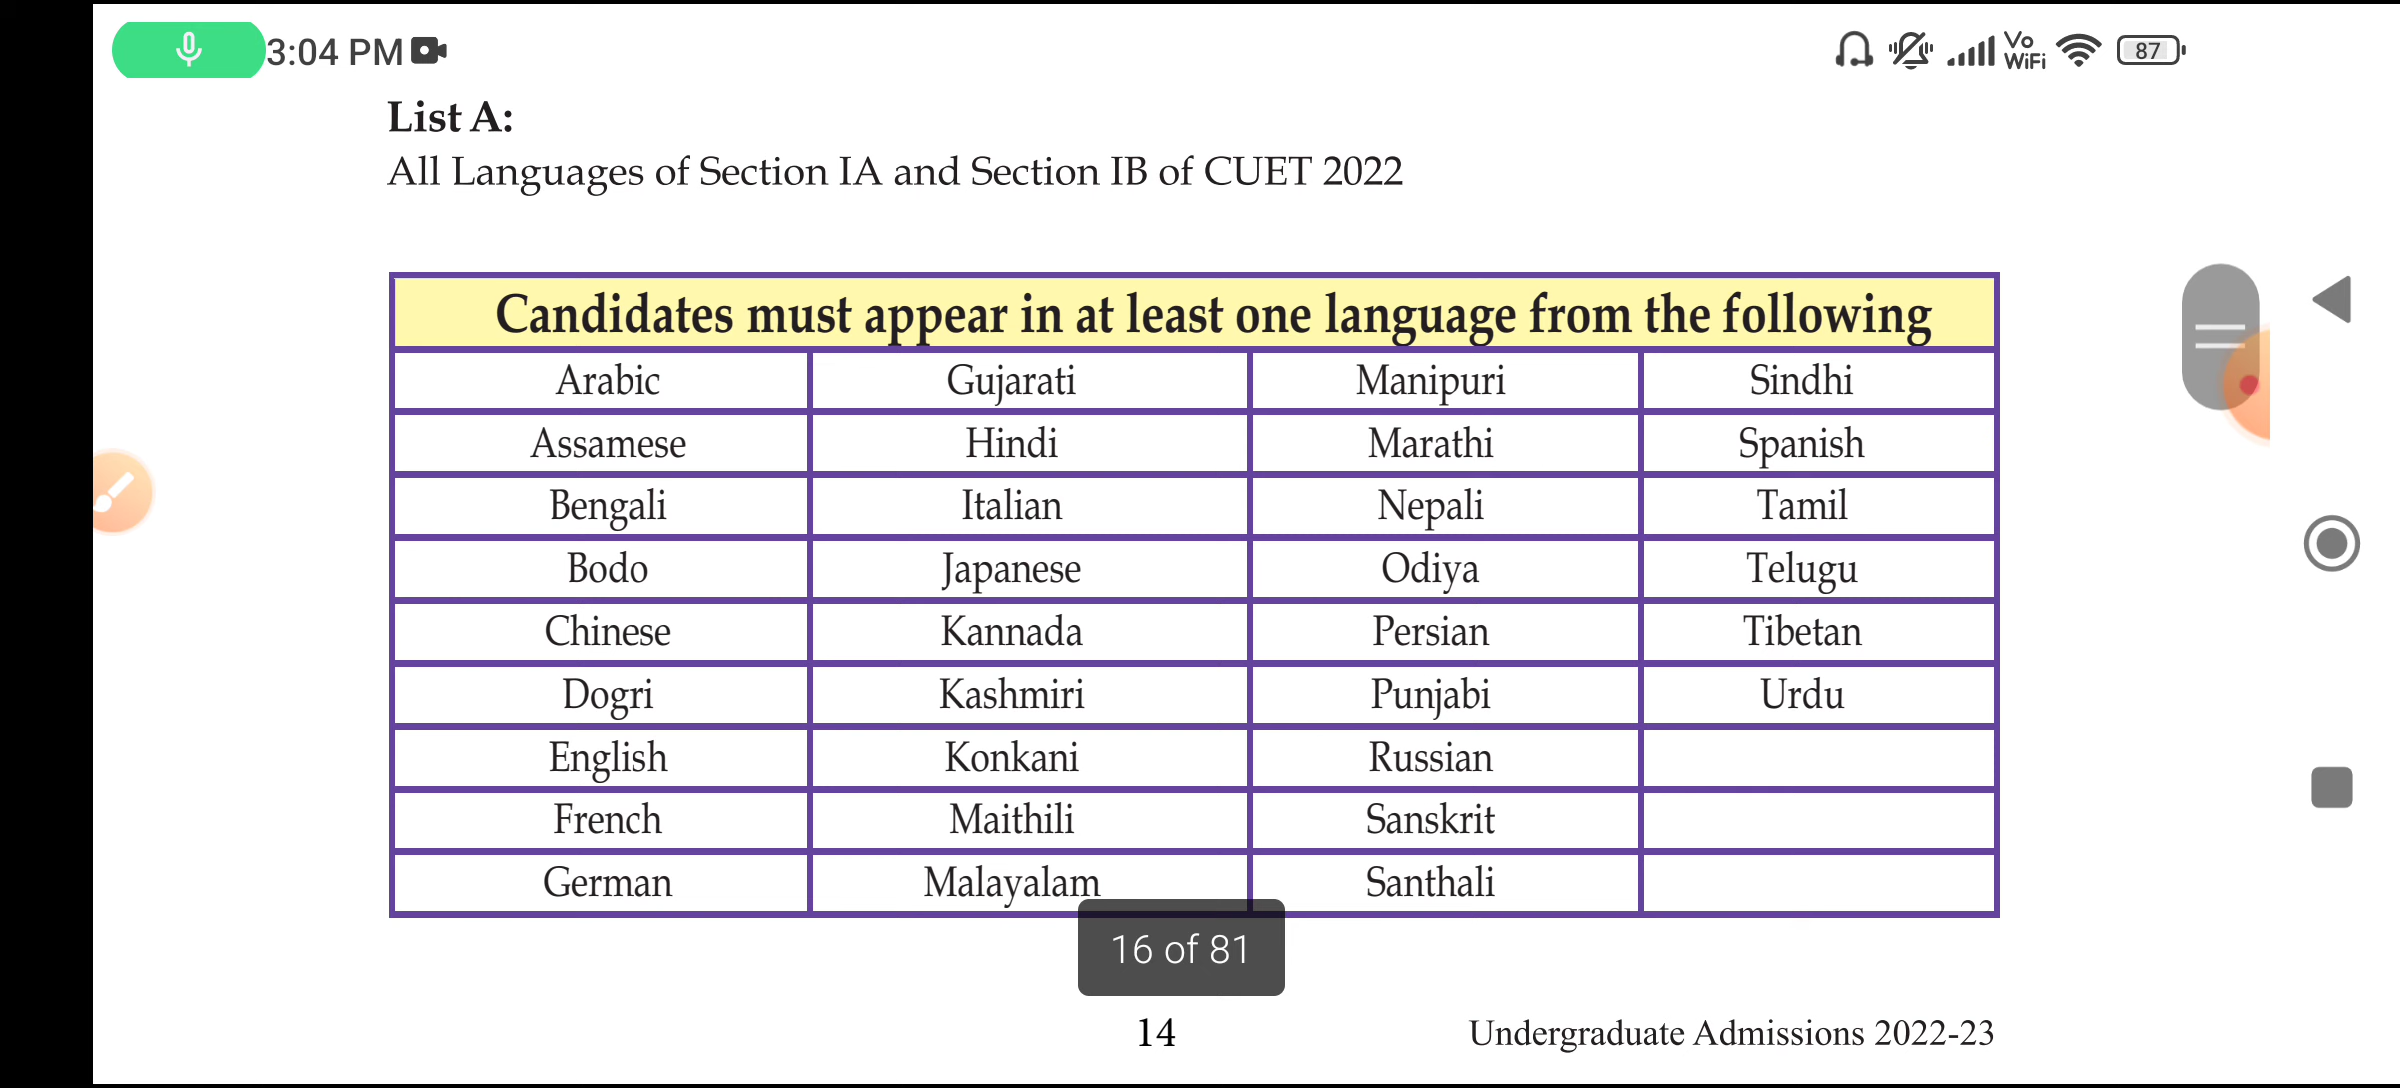 3:04 PM
Vo WiFi 87
List A:
All Languages of Section IA and Section IB of CUET 2022
Candidates must appear in at least one language from the following
Arabic Gujarati Manipuri Sindhi
Assamese Hindi Marathi Spanish
Bengali Italian Nepali Tamil
Bodo Japanese Odiya Telugu
Chinese Kannada Persian Tibetan
Dogri Kashmiri Punjabi Urdu
English Konkani Russian
French Maithili Sanskrit
German Malayalam Santhali
16 of 81
14 Undergraduate Admissions 2022-23